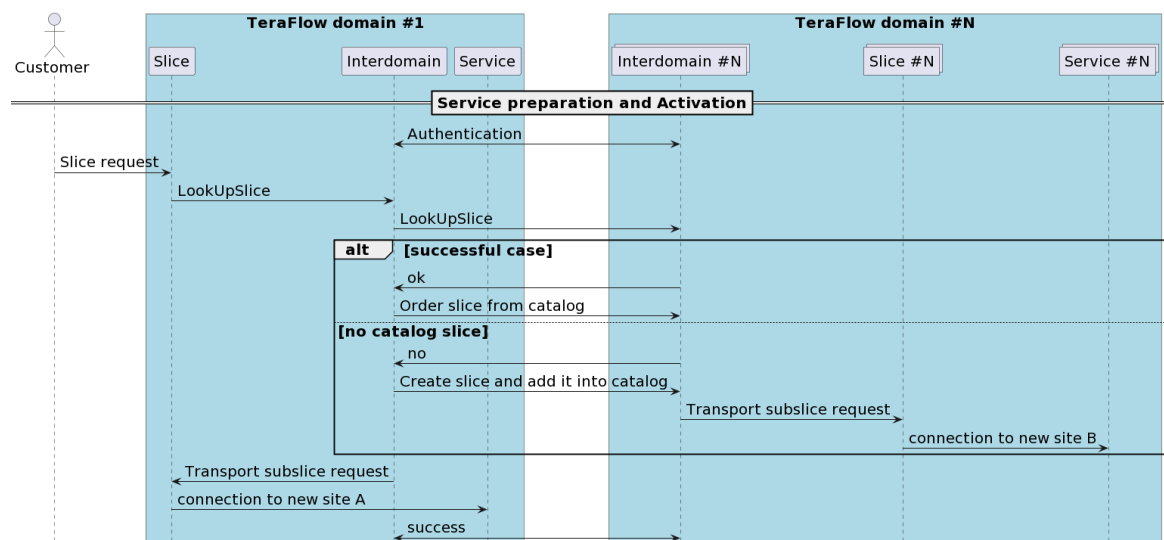 TeraFlow domain #1
TeraFlow domain #N
Customer
Slice
Interdomain
Service
Interdomain #N
Slice #N
Service #N
Service preparation and Activation
Authentication
Slice request
LookUpSlice
LookUpSlice
alt [successful case]
ok
Order slice from catalog
[no catalog slice]
no
Create slice and add it into catalog
Transport subslice request
connection to new site B
Transport subslice request
connection to new site A
success